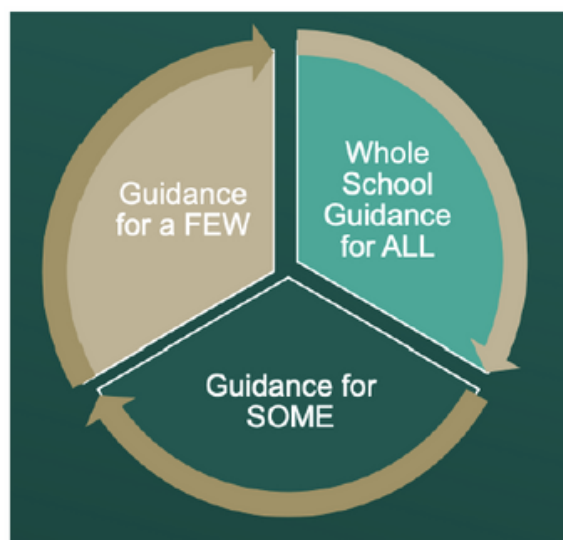 Guidance
for a FEW
Whole
School
Guidance
for ALL
Guidance for
SOME